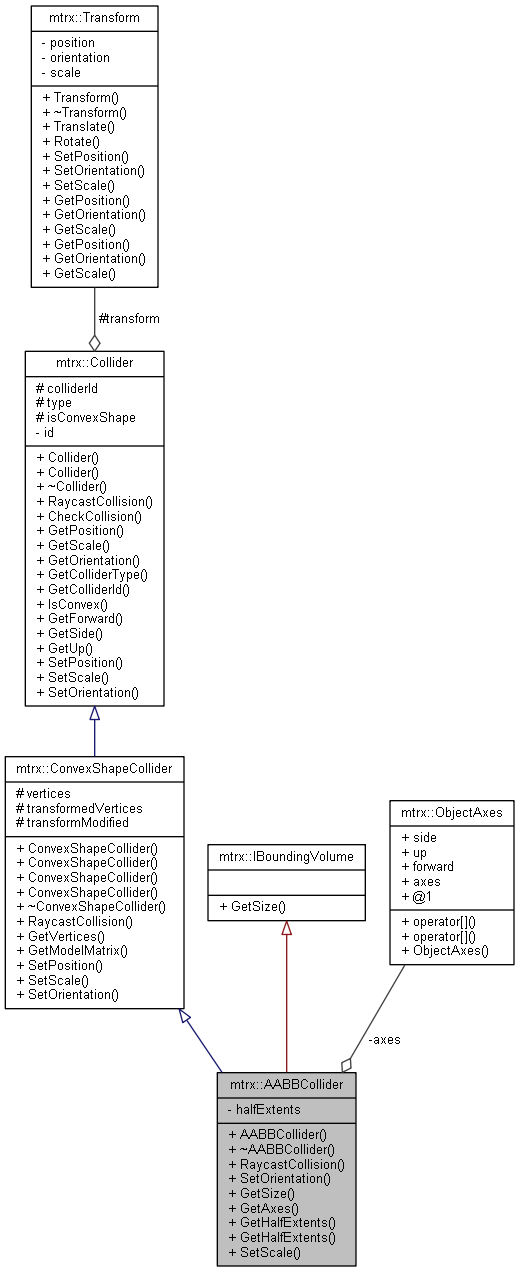 mtrx::Transform
- position
- orientation
- scale
+ Transform()
+ ~Transform()
+ Translate()
+ Rotate()
+ SetPosition()
+ SetOrientation()
+ SetScale()
+ GetPosition()
+ GetOrientation()
+ GetScale()
+ GetPosition()
+ GetOrientation()
+ GetScale()
#transform
mtrx::Collider
# colliderId
# type
# isConvexShape
- id
+ Collider()
+ Collider()
+ ~Collider()
+ RaycastCollision()
+ CheckCollision()
+ GetPosition()
+ GetScale()
+ GetOrientation()
+ GetColliderType()
+ GetColliderId()
+ IsConvex()
+ GetForward()
+ GetSide()
+ GetUp()
+ SetPosition()
+ SetScale()
+ SetOrientation()
mtrx::ConvexShapeCollider
# vertices
# transformedVertices
# transformModified
+ ConvexShapeCollider()
+ ConvexShapeCollider()
+ ConvexShapeCollider()
+ ConvexShapeCollider()
+ ~ConvexShapeCollider()
+ RaycastCollision()
+ GetVertices()
+ GetModelMatrix()
+ SetPosition()
+ SetScale()
+ SetOrientation()
mtrx::IBoundingVolume
+ GetSize()
mtrx::ObjectAxes
+ side
+ up
+ forward
+ axes
+ @1
+ operator[]()
+ operator[]()
+ ObjectAxes()
-axes
mtrx::AABBCollider
- halfExtents
+ AABBCollider()
+ ~AABBCollider()
+ RaycastCollision()
+ SetOrientation()
+ GetSize()
+ GetAxes()
+ GetHalfExtents()
+ GetHalfExtents()
+ SetScale()